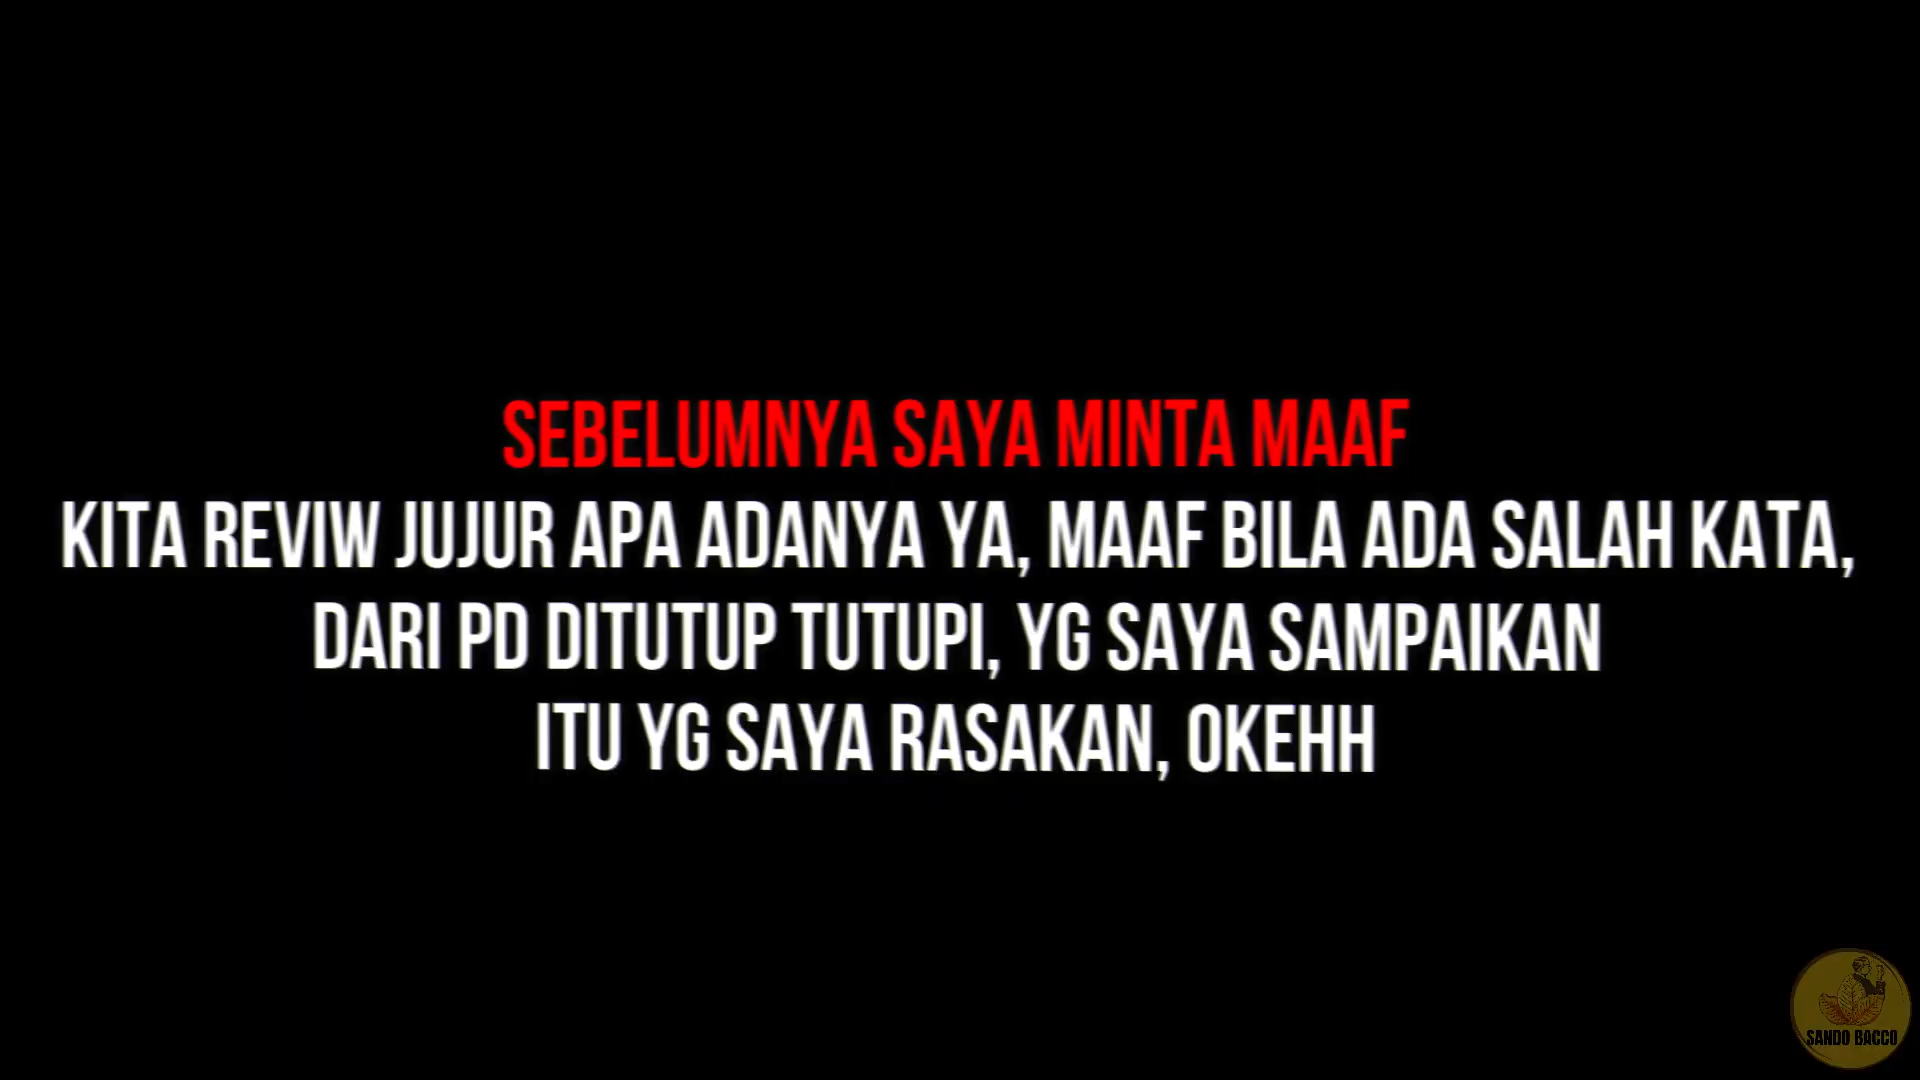 SEBELUMNYA SAYA MINTA MAAF
KITA REVIW JUJUR APA ADANYA YA, MAAF BILA ADA SALAH KATA,
DARI PD DITUTUP TUTUPI, YG SAYA SAMPAIKAN
ITU YG SAYA RASAKAN, OKEHH
SANDO BACCO